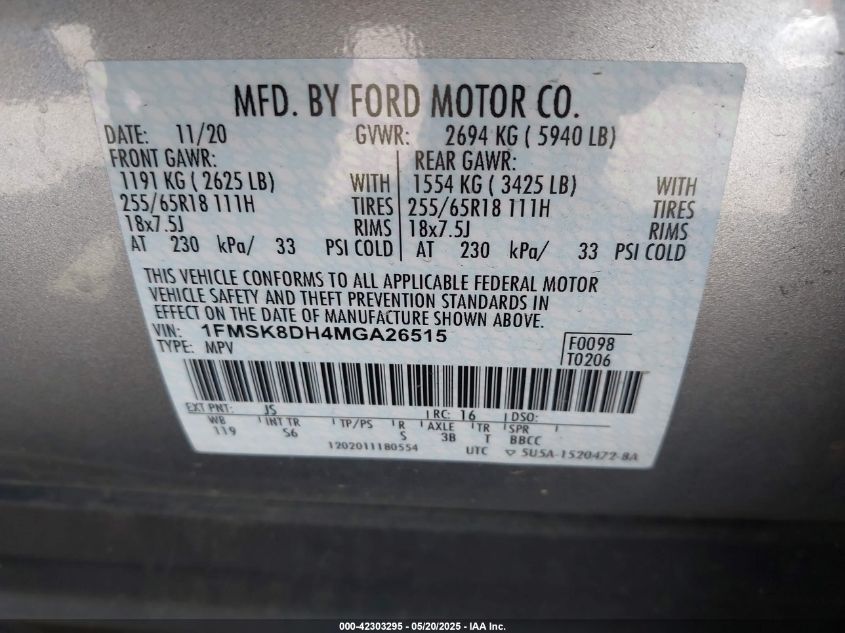 MFD. BY FORD MOTOR CO.
DATE: 11/20 GVWR: 2694 KG ( 5940 LB)
FRONT GAWR: REAR GAWR:
1191 KG ( 2625 LB) WITH 1554 KG ( 3425 LB) WITH
255/65R18 111H TIRES 255/65R18 111H TIRES
18x7.5J RIMS 18x7.5J RIMS
AT 230 kPa/ 33 PSI COLD AT 230 kPa/ 33 PSI COLD
THIS VEHICLE CONFORMS TO ALL APPLICABLE FEDERAL MOTOR
VEHICLE SAFETY AND THEFT PREVENTION STANDARDS IN
EFFECT ON THE DATE OF MANUFACTURE SHOWN ABOVE.
VIN: 1FMSK8DH4MGA26515 F0098
TYPE: MPV T0206
EXT PNT: JS RC: 16 DSO:
WB INT TR TP/PS R AXLE TR SPR
119 S6 S 3B T BBCC
1202011180554 UTC ▽ 5U5A-1520472-BA
000-42303295 - 05/20/2025 - IAA Inc.